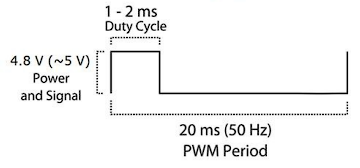 1 - 2 ms
Duty Cycle
4.8 V (~5 V)
Power
and Signal
20 ms (50 Hz)
PWM Period